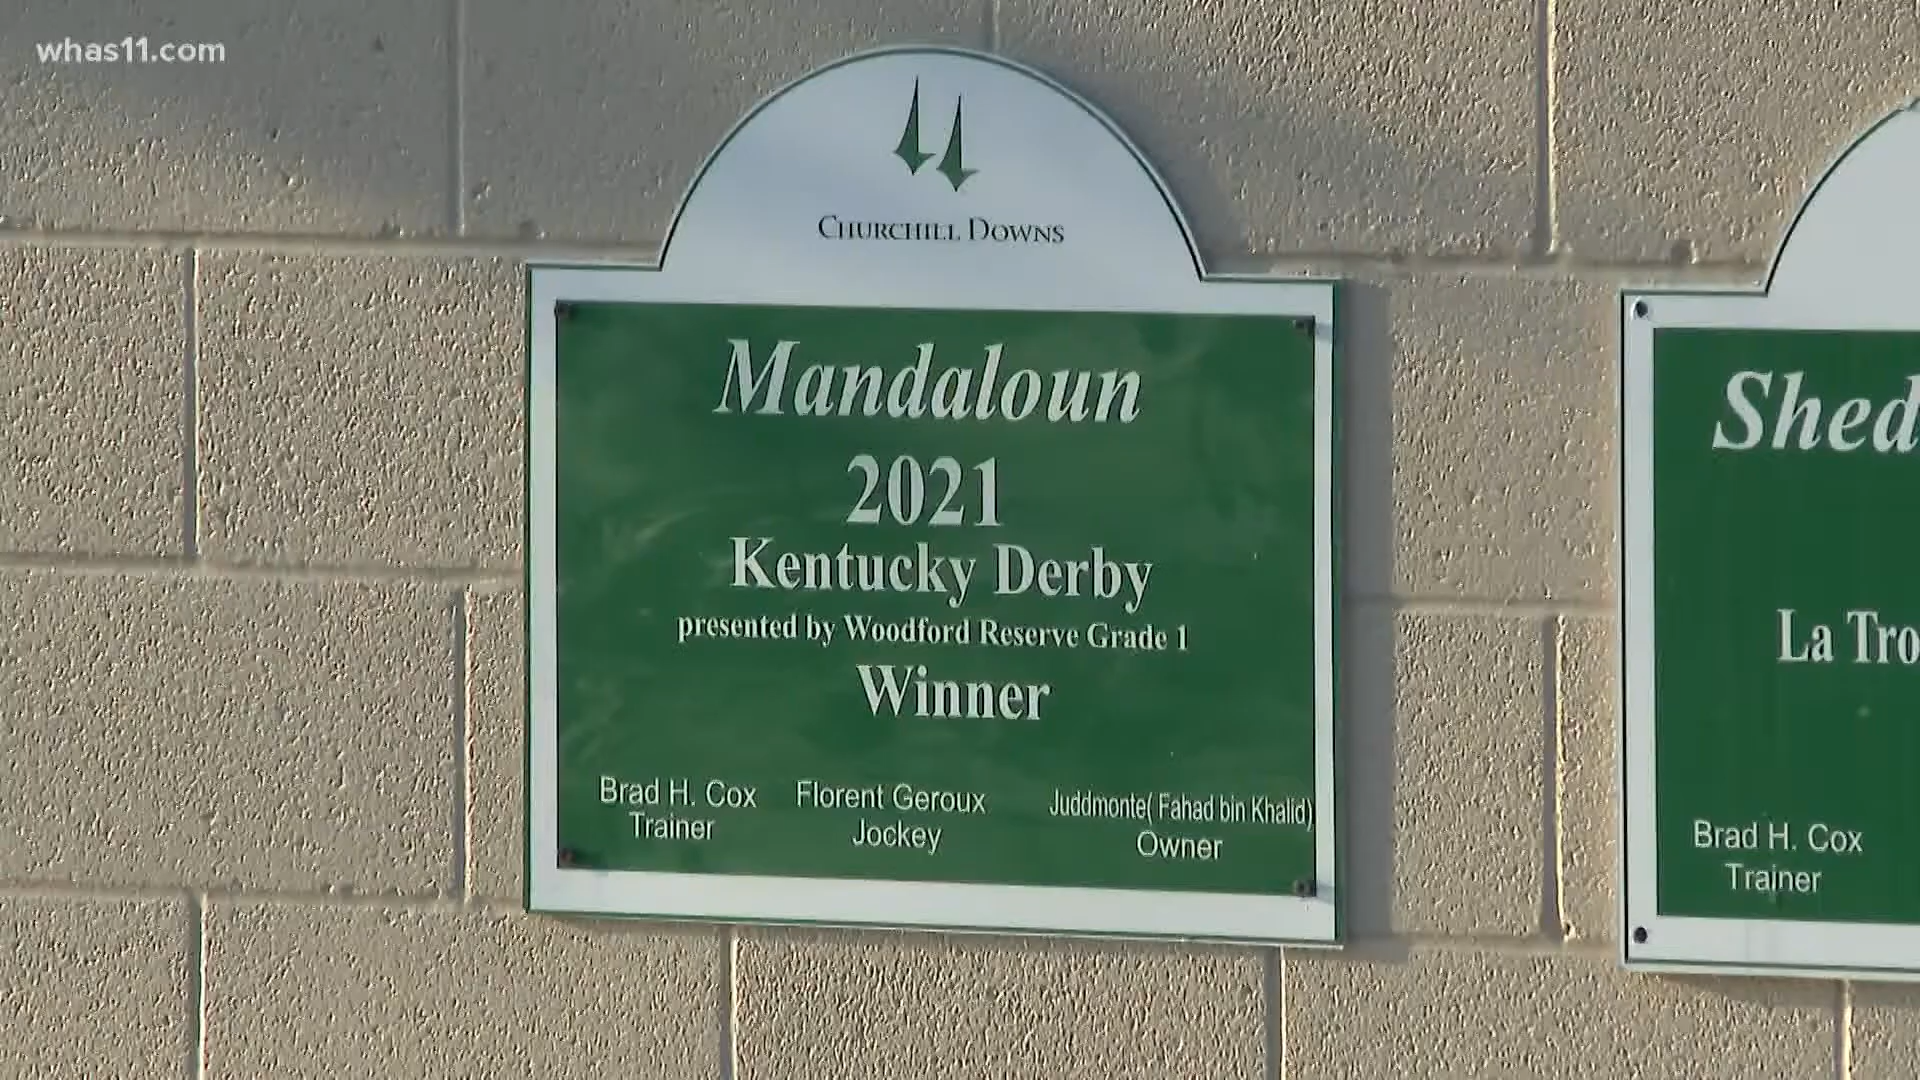 whas11.com
CHURCHILL DOWNS
Mandaloun
2021
Kentucky Derby
presented by Woodford Reserve Grade 1
Winner
Brad H. Cox
Trainer
Florent Geroux
Jockey
Juddmonte( Fahad bin Khalid)
Owner
Shed
La Tro
Brad H. Cox
Trainer